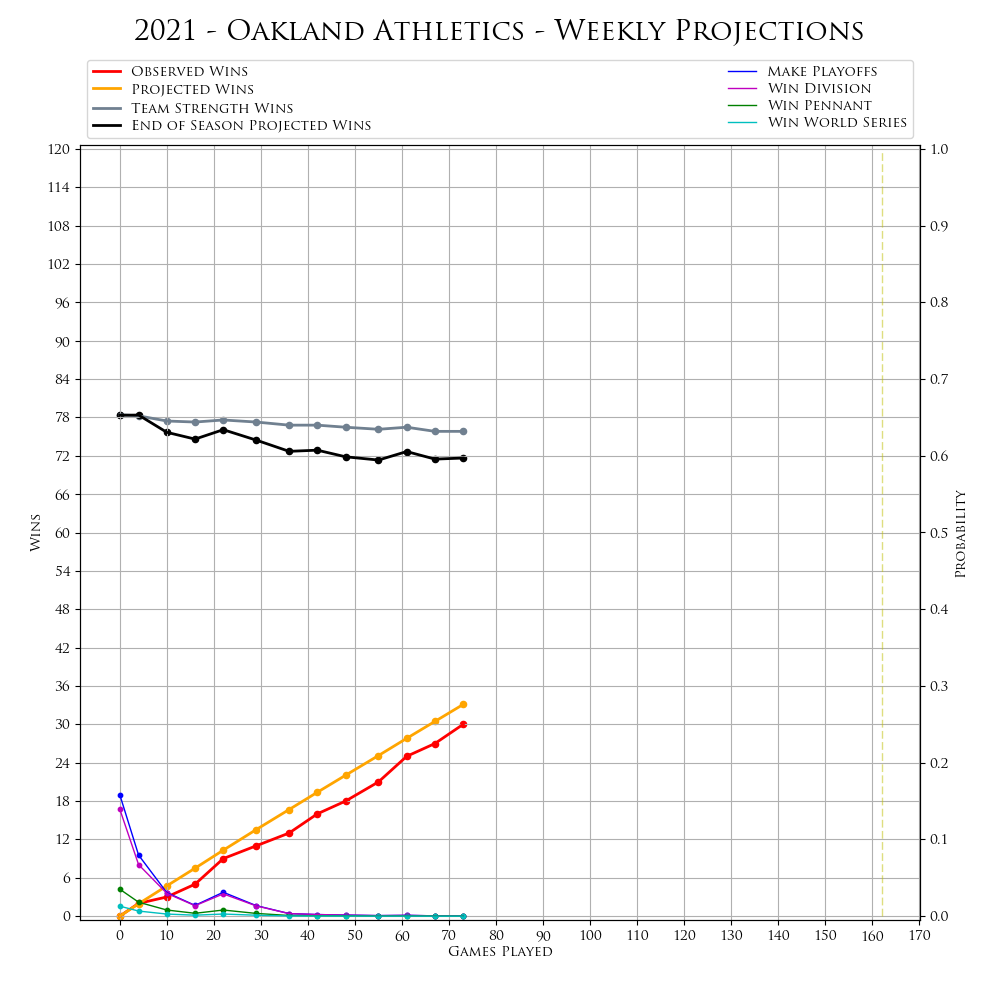 2021 - Oakland Athletics - Weekly Projections
Observed Wins
Projected Wins
Team Strength Wins
End of Season Projected Wins
Make Playoffs
Win Division
Win Pennant
Win World Series
120
114
108
102
96
90
84
78
72
66
60
54
48
42
36
30
24
18
12
6
0
Wins
1.0
0.9
0.8
0.7
0.6
0.5
0.4
0.3
0.2
0.1
0.0
Probability
0 10 20 30 40 50 60 70 80 90 100 110 120 130 140 150 160 170
Games Played